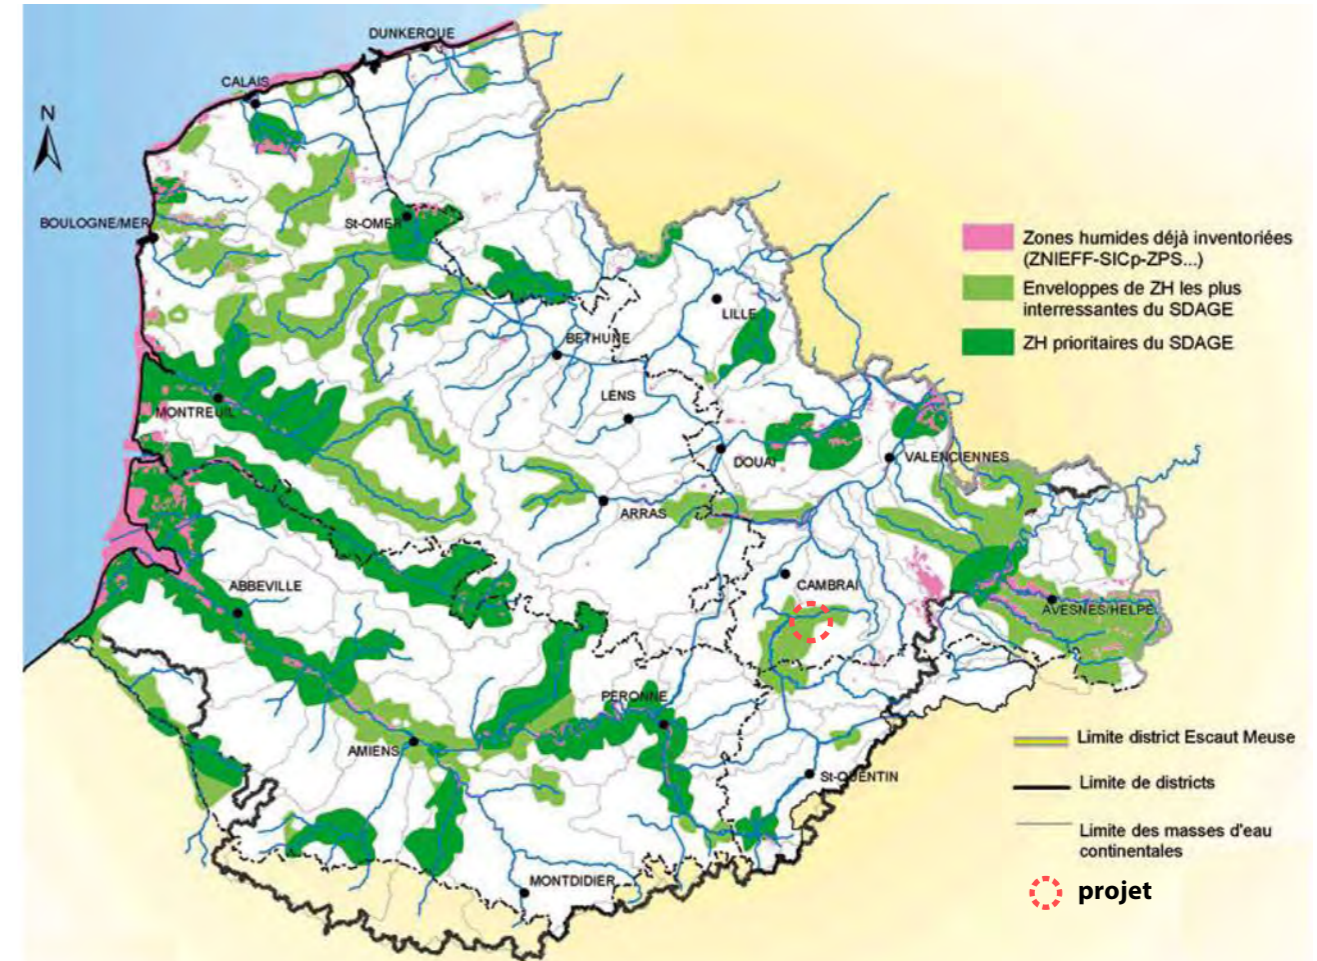 DUNKERQUE
CALAIS
N
BOULOGNE/MER
St-OMER
Zones humides déjà inventoriées
(ZNIEFF-SICp-ZPS...)
Enveloppes de ZH les plus
interressantes du SDAGE
ZH prioritaires du SDAGE
LILLE
BETHUNE
LENS
MONTREUIL
DOUAI
VALENCIENNES
ARRAS
CAMBRAI
ABBEVILLE
AVESNES/HELPE
PERONNE
AMIENS
St-QUENTIN
MONTDIDIER
Limite district Escaut Meuse
Limite de districts
Limite des masses d'eau
continentales
projet